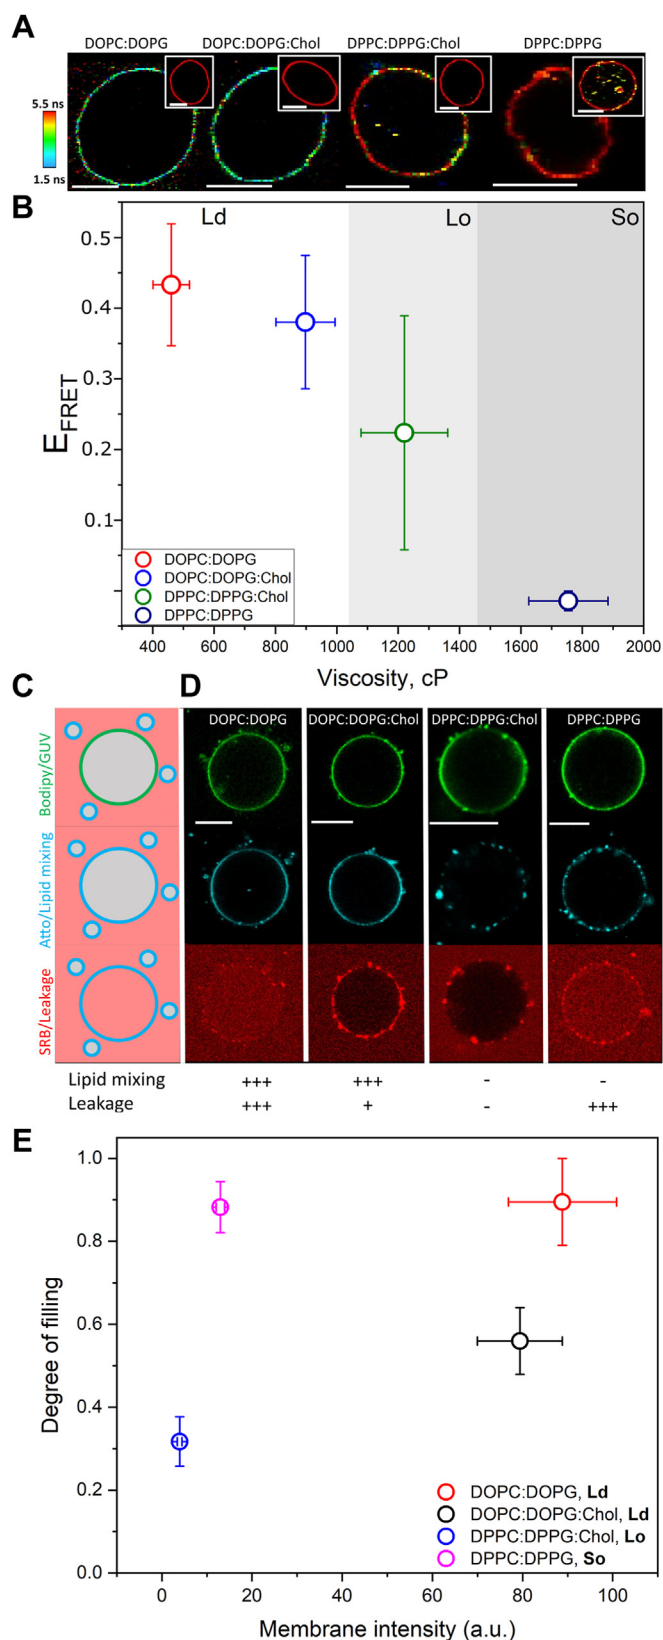 A
DOPC:DOPG DOPC:DOPG:Chol DPPC:DPPG:Chol DPPC:DPPG
5.5 ns
1.5 ns
B
Ld Lo So
0.5
0.4
0.3
0.2
0.1
E_FRET
DOPC:DOPG
DOPC:DOPG:Chol
DPPC:DPPG:Chol
DPPC:DPPG
400 600 800 1000 1200 1400 1600 1800 2000
Viscosity, cP
C D
DOPC:DOPG DOPC:DOPG:Chol DPPC:DPPG:Chol DPPC:DPPG
Bodipy/GUV
Atto/Lipid mixing
SRB/Leakage
Lipid mixing +++ +++ - -
Leakage +++ + - +++
E
1.0
0.8
0.6
0.4
0.2
0.0
Degree of filling
DOPC:DOPG, Ld
DOPC:DOPG:Chol, Ld
DPPC:DPPG:Chol, Lo
DPPC:DPPG, So
0 20 40 60 80 100
Membrane intensity (a.u.)